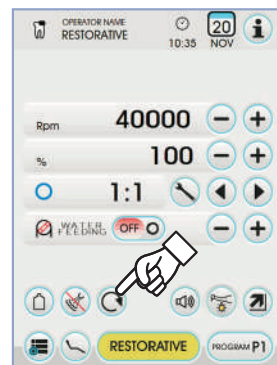 OPERATOR NAME
RESTORATIVE
10:35
20
NOV
i
Rpm 40000 - +
% 100 - +
1:1
WATER FEEDING OFF - +
RESTORATIVE
PROGRAM P1